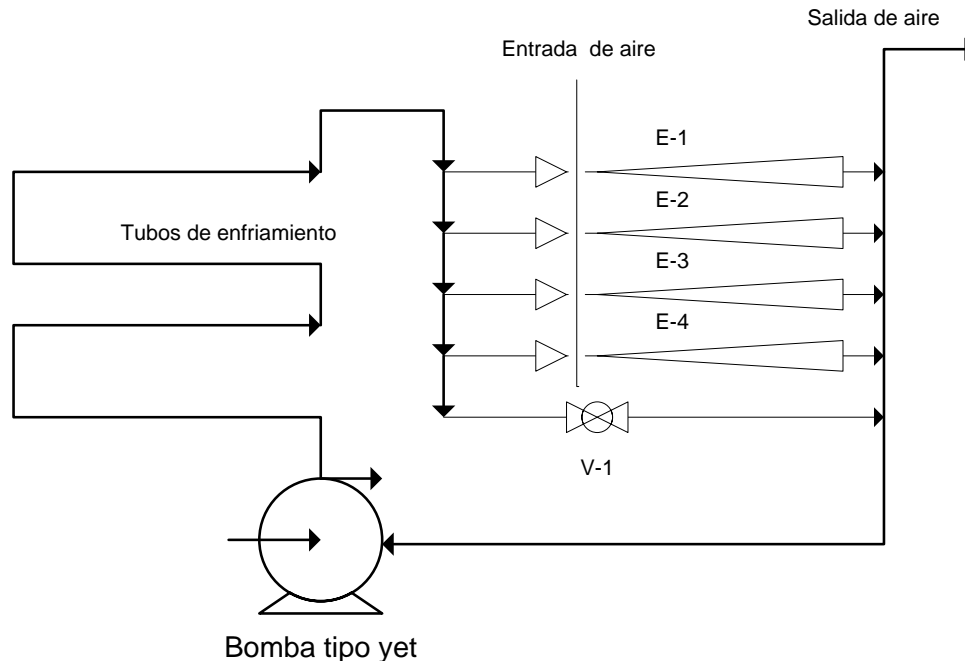 Salida de aire
Entrada de aire
E-1
E-2
Tubos de enfriamiento
E-3
E-4
V-1
Bomba tipo yet